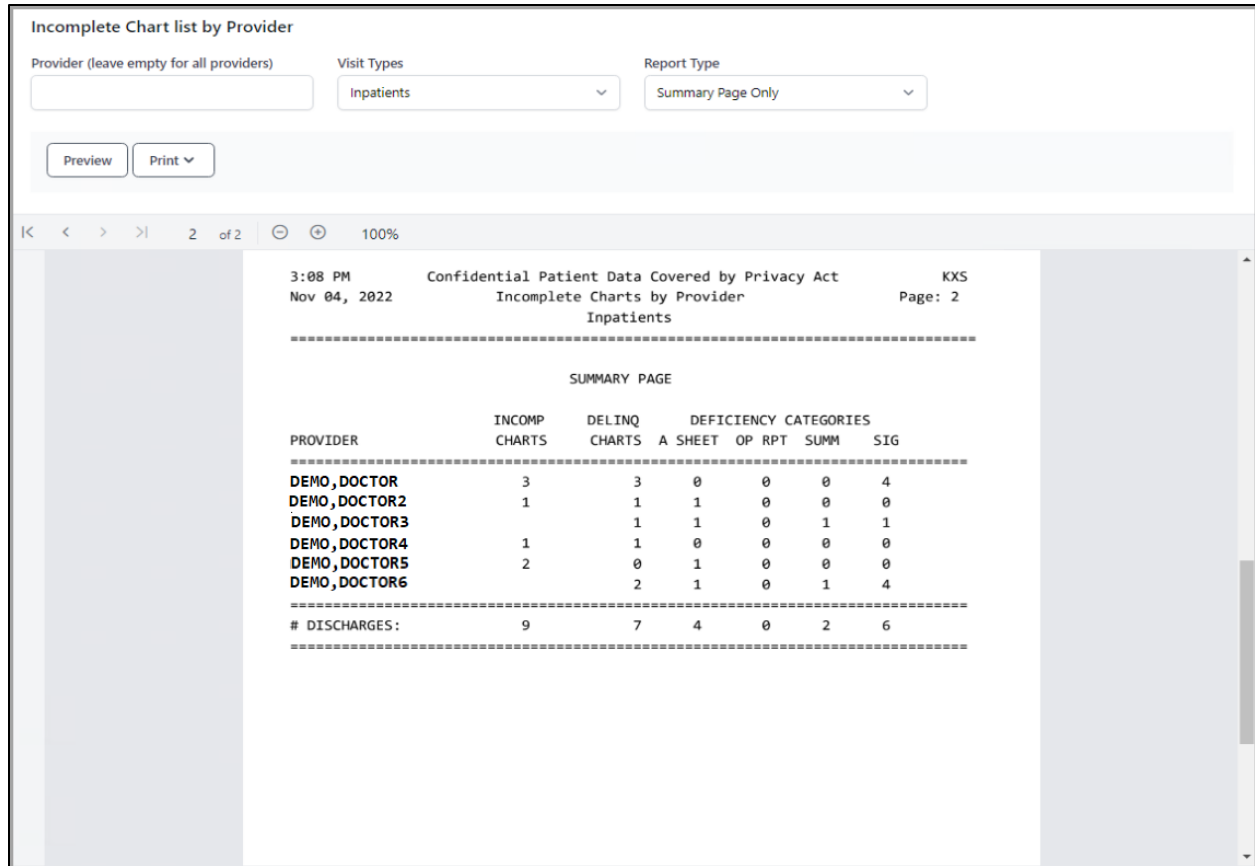 Incomplete Chart list by Provider
Provider (leave empty for all providers) Visit Types Report Type
Inpatients Summary Page Only
Preview Print
2 of 2 100%
3:08 PM Confidential Patient Data Covered by Privacy Act KXS
Nov 04, 2022 Incomplete Charts by Provider Page: 2
Inpatients
================================================================================
SUMMARY PAGE
INCOMP DELINQ DEFICIENCY CATEGORIES
PROVIDER CHARTS CHARTS A SHEET OP RPT SUMM SIG
===============================================================================
DEMO,DOCTOR 3 3 0 0 0 4
DEMO,DOCTOR2 1 1 1 0 0 0
DEMO,DOCTOR3 1 1 0 1 1
DEMO,DOCTOR4 1 1 0 0 0 0
DEMO,DOCTOR5 2 0 1 0 0 0
DEMO,DOCTOR6 2 1 0 1 4
===============================================================================
# DISCHARGES: 9 7 4 0 2 6
===============================================================================